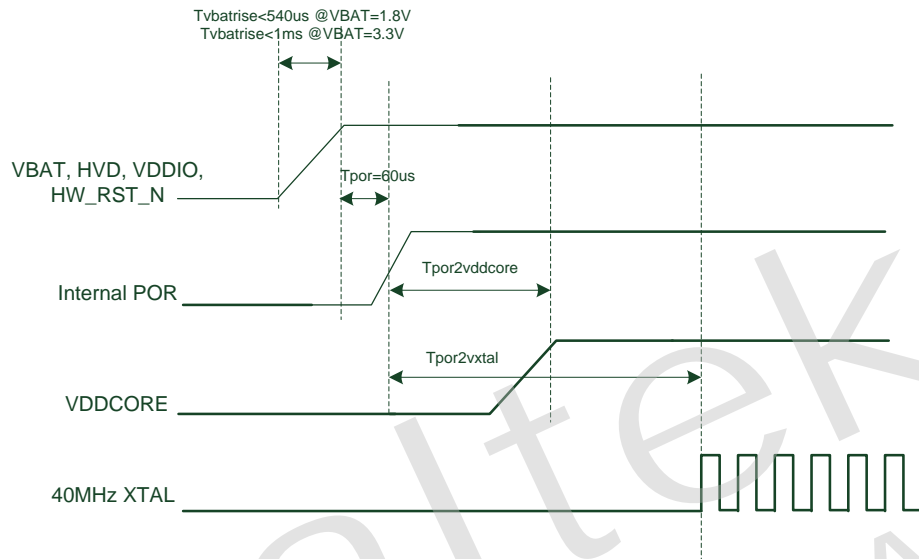 Tvbatrise<540us @VBAT=1.8V
Tvbatrise<1ms @VBAT=3.3V
VBAT, HVD, VDDIO,
HW_RST_N
Tpor=60us
Internal POR
Tpor2vddcore
Tpor2vxtal
VDDCORE
40MHz XTAL
altek